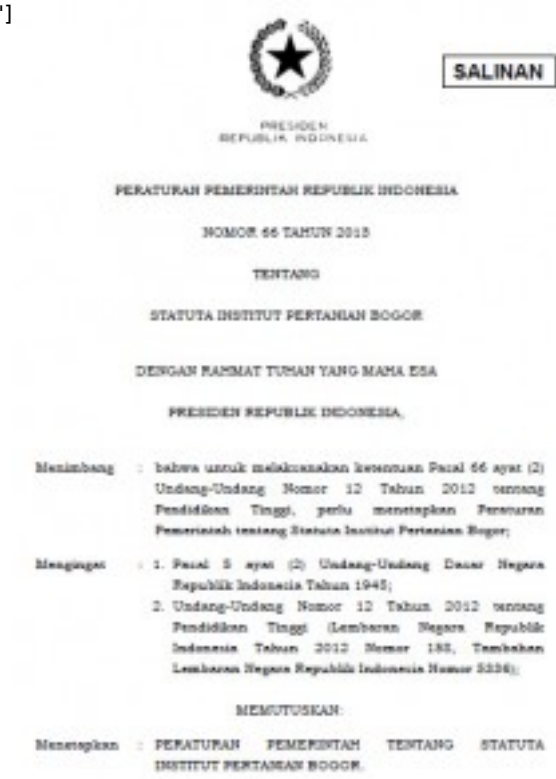 ']
SALINAN
PRESIDEN
REPUBLIK INDONESIA
PERATURAN PEMERINTAH REPUBLIK INDONESIA
NOMOR 66 TAHUN 2013
TENTANG
STATUTA INSTITUT PERTANIAN BOGOR
DENGAN RAHMAT TUHAN YANG MAHA ESA
PRESIDEN REPUBLIK INDONESIA,
Menimbang : bahwa untuk melaksanakan ketentuan Pasal 66 ayat (2)
Undang-Undang Nomor 12 Tahun 2012 tentang
Pendidikan Tinggi, perlu menetapkan Peraturan
Pemerintah tentang Statuta Institut Pertanian Bogor;
Mengingat : 1. Pasal 5 ayat (2) Undang-Undang Dasar Negara
Republik Indonesia Tahun 1945;
2. Undang-Undang Nomor 12 Tahun 2012 tentang
Pendidikan Tinggi (Lembaran Negara Republik
Indonesia Tahun 2012 Nomor 158, Tambahan
Lembaran Negara Republik Indonesia Nomor 5336);
MEMUTUSKAN:
Menetapkan : PERATURAN PEMERINTAH TENTANG STATUTA
INSTITUT PERTANIAN BOGOR.